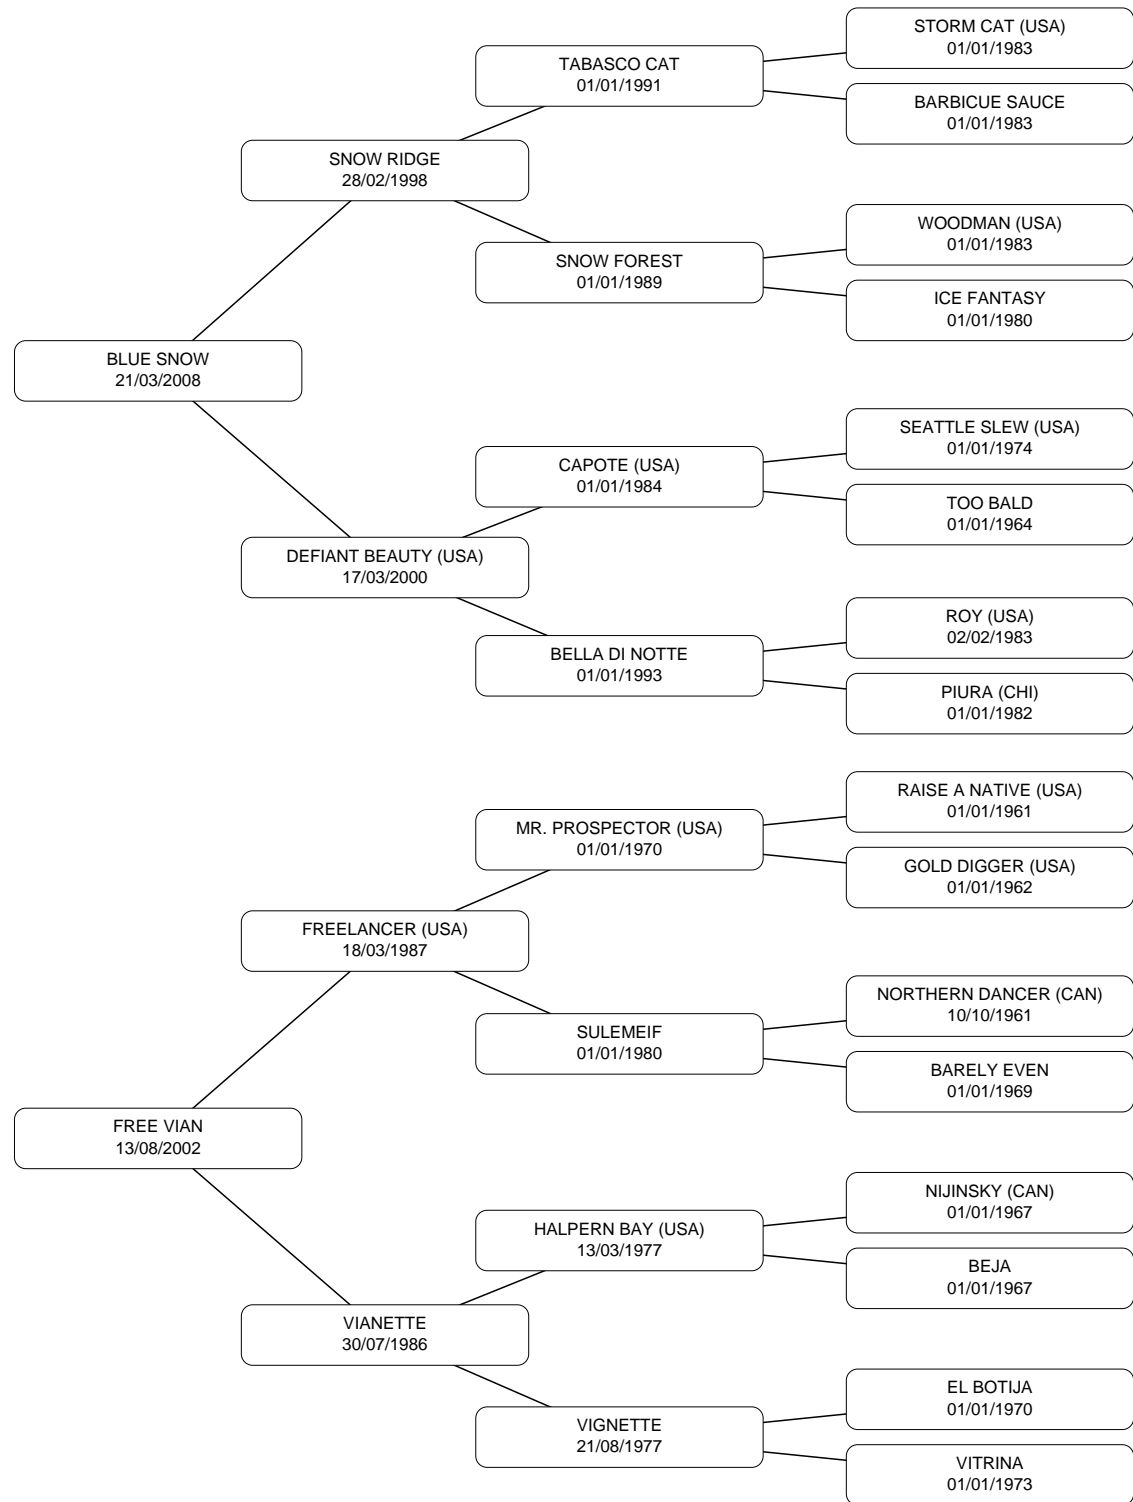 STORM CAT (USA)
01/01/1983
TABASCO CAT
01/01/1991
BARBICUE SAUCE
01/01/1983
SNOW RIDGE
28/02/1998
WOODMAN (USA)
01/01/1983
SNOW FOREST
01/01/1989
ICE FANTASY
01/01/1980
BLUE SNOW
21/03/2008
SEATTLE SLEW (USA)
01/01/1974
CAPOTE (USA)
01/01/1984
TOO BALD
01/01/1964
DEFIANT BEAUTY (USA)
17/03/2000
ROY (USA)
02/02/1983
BELLA DI NOTTE
01/01/1993
PIURA (CHI)
01/01/1982
RAISE A NATIVE (USA)
01/01/1961
MR. PROSPECTOR (USA)
01/01/1970
GOLD DIGGER (USA)
01/01/1962
FREELANCER (USA)
18/03/1987
NORTHERN DANCER (CAN)
10/10/1961
SULEMEIF
01/01/1980
BARELY EVEN
01/01/1969
FREE VIAN
13/08/2002
NIJINSKY (CAN)
01/01/1967
HALPERN BAY (USA)
13/03/1977
BEJA
01/01/1967
VIANETTE
30/07/1986
EL BOTIJA
01/01/1970
VIGNETTE
21/08/1977
VITRINA
01/01/1973